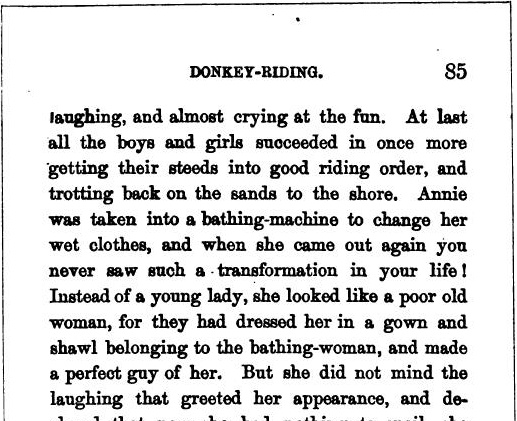 DONKEY-RIDING. 85
laughing, and almost crying at the fun. At last
all the boys and girls succeeded in once more
getting their steeds into good riding order, and
trotting back on the sands to the shore. Annie
was taken into a bathing-machine to change her
wet clothes, and when she came out again you
never saw such a transformation in your life!
Instead of a young lady, she looked like a poor old
woman, for they had dressed her in a gown and
shawl belonging to the bathing-woman, and made
a perfect guy of her. But she did not mind the
laughing that greeted her appearance, and de-